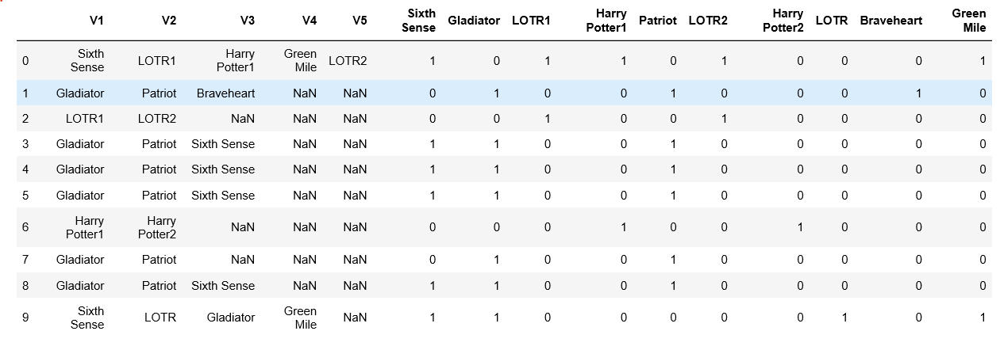 V1 V2 V3 V4 V5 Sixth Sense Gladiator LOTR1 Harry Potter1 Patriot LOTR2 Harry Potter2 LOTR Braveheart Green Mile
0 Sixth Sense LOTR1 Harry Potter1 Green Mile LOTR2 1 0 1 1 0 1 0 0 0 1
1 Gladiator Patriot Braveheart NaN NaN 0 1 0 0 1 0 0 0 1 0
2 LOTR1 LOTR2 NaN NaN NaN 0 0 1 0 0 1 0 0 0 0
3 Gladiator Patriot Sixth Sense NaN NaN 1 1 0 0 1 0 0 0 0 0
4 Gladiator Patriot Sixth Sense NaN NaN 1 1 0 0 1 0 0 0 0 0
5 Gladiator Patriot Sixth Sense NaN NaN 1 1 0 0 1 0 0 0 0 0
6 Harry Potter1 Harry Potter2 NaN NaN NaN 0 0 0 1 0 0 1 0 0 0
7 Gladiator Patriot NaN NaN NaN 0 1 0 0 1 0 0 0 0 0
8 Gladiator Patriot Sixth Sense NaN NaN 1 1 0 0 1 0 0 0 0 0
9 Sixth Sense LOTR Gladiator Green Mile NaN 1 1 0 0 0 0 0 1 0 1